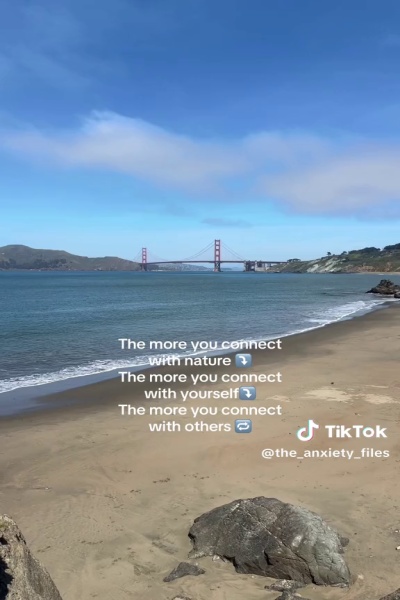 The more you connect
with nature ⤵️
The more you connect
with yourself⤵️
The more you connect
with others 🔁
TikTok
@the_anxiety_files